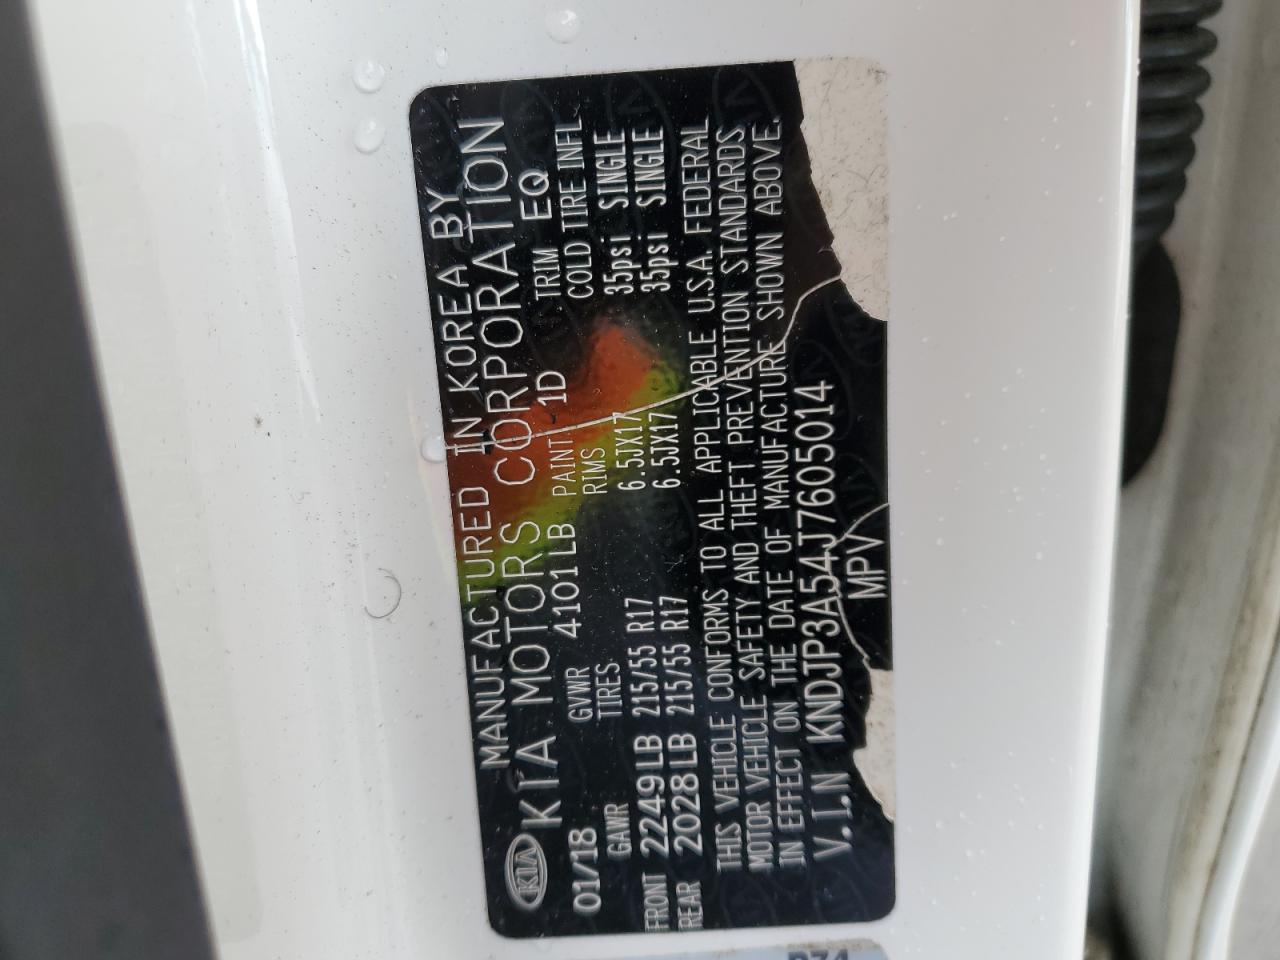 MANUFACTURED IN KOREA BY
KIA KIA MOTORS CORPORATION
01/18 GVWR 4101LB PAINT 1D TRIM EQ
GAWR TIRES RIMS COLD TIRE INFL
FRONT 2249LB 215/55 R17 6.5JX17 35psi SINGLE
REAR 2028LB 215/55 R17 6.5JX17 35psi SINGLE
THIS VEHICLE CONFORMS TO ALL APPLICABLE U.S.A. FEDERAL
MOTOR VEHICLE SAFETY AND THEFT PREVENTION STANDARDS
IN EFFECT ON THE DATE OF MANUFACTURE SHOWN ABOVE.
V.I.N KNDJP3A54J7605014
MPV